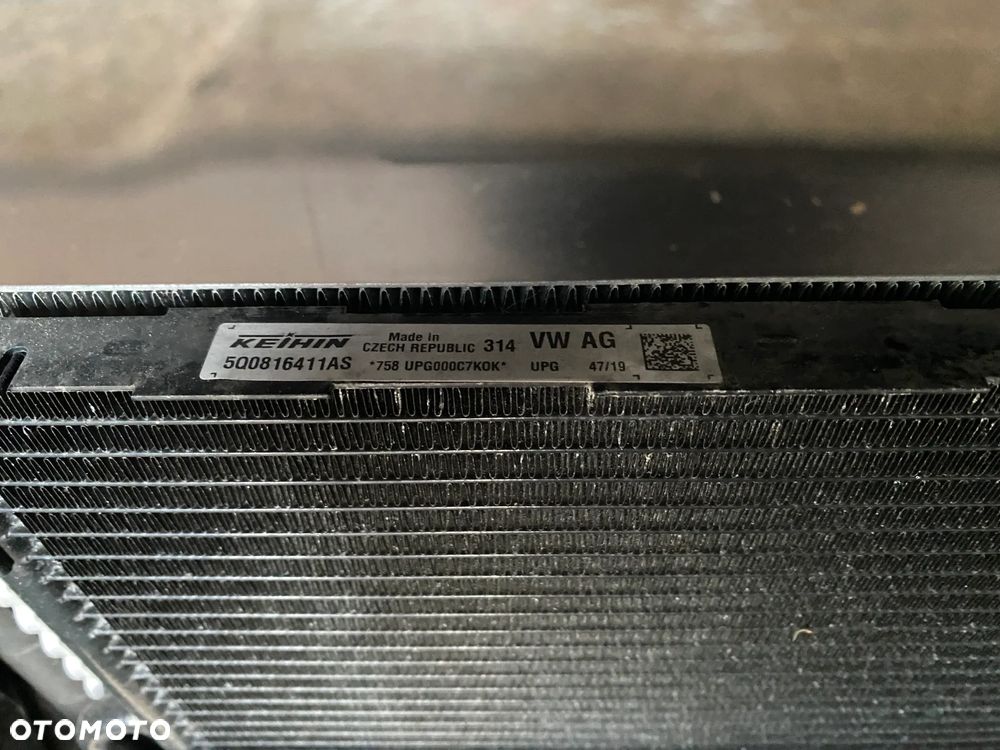 KEIHIN Made in CZECH REPUBLIC 314 VW AG
5Q0816411AS *758 UPG000C7KOK* UPG 47/19
OTOMOTO